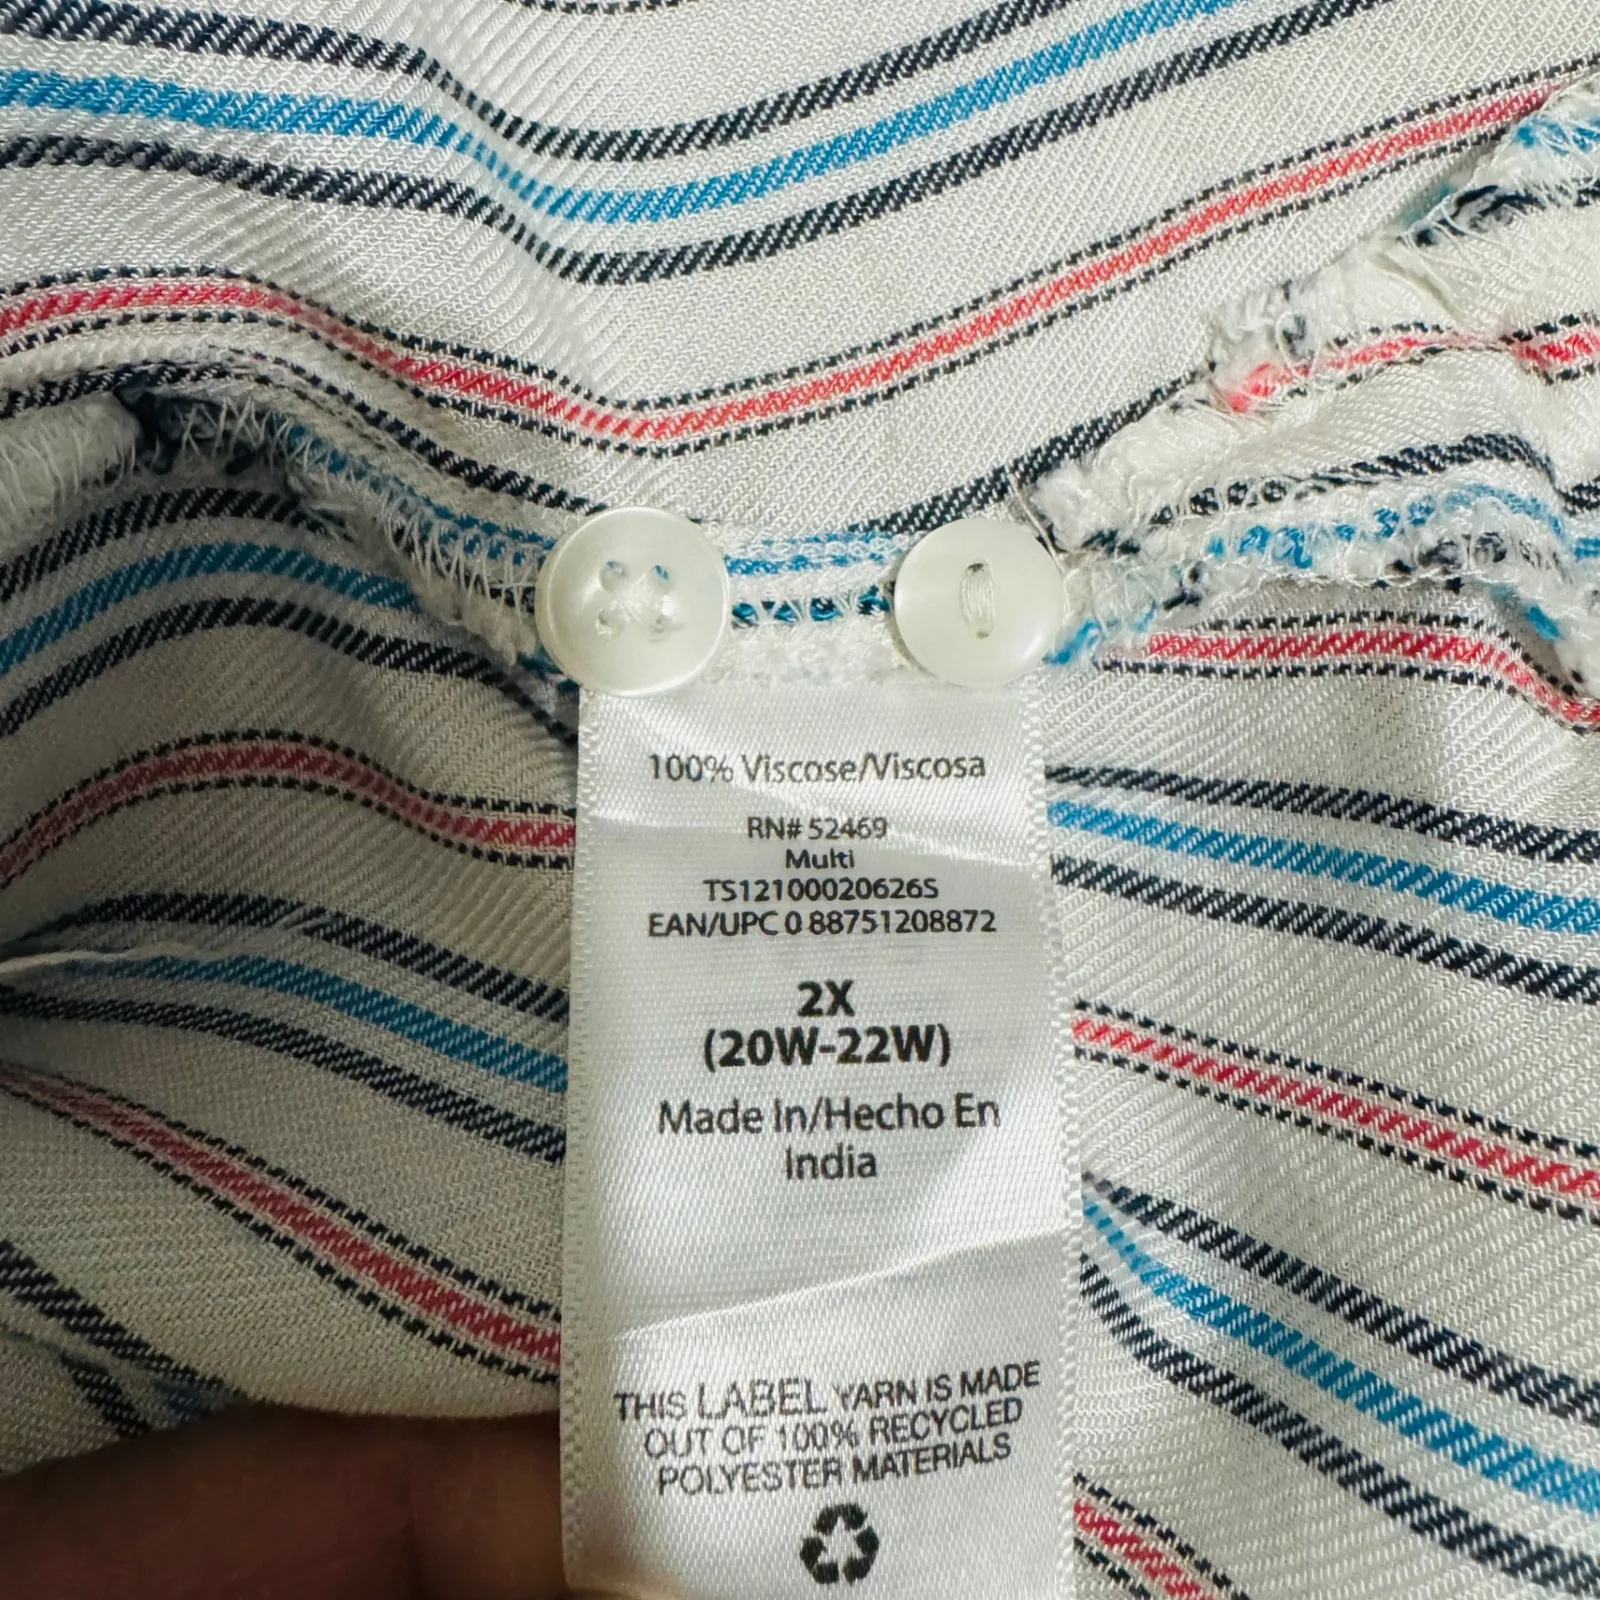 100% Viscose/Viscosa
RN# 52469
Multi
TS12100020626S
EAN/UPC 0 88751208872
2X
(20W-22W)
Made In/Hecho En
India
THIS LABEL YARN IS MADE
OUT OF 100% RECYCLED
POLYESTER MATERIALS